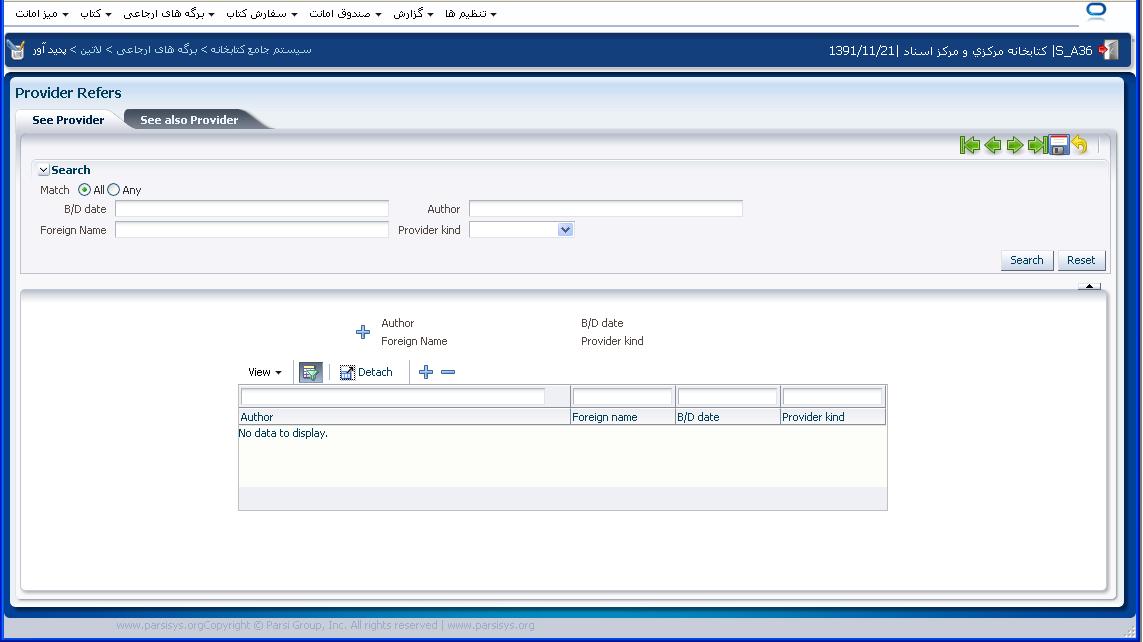 میز امانت کتاب برگه های ارجاعی سفارش کتاب صندوق امانت گزارش تنظیم ها
سیستم جامع کتابخانه > برگه های ارجاعی > لاتین > پدید آور
S_A36| کتابخانه مرکزي و مرکز اسناد |1391/11/21
Provider Refers
See Provider See also Provider
Search
Match All Any
B/D date Author
Foreign Name Provider kind
Search Reset
Author B/D date
Foreign Name Provider kind
View Detach
Author Foreign name B/D date Provider kind
No data to display.
www.parsisys.orgCopyright © Parsi Group, Inc. All rights reserved | www.parsisys.org